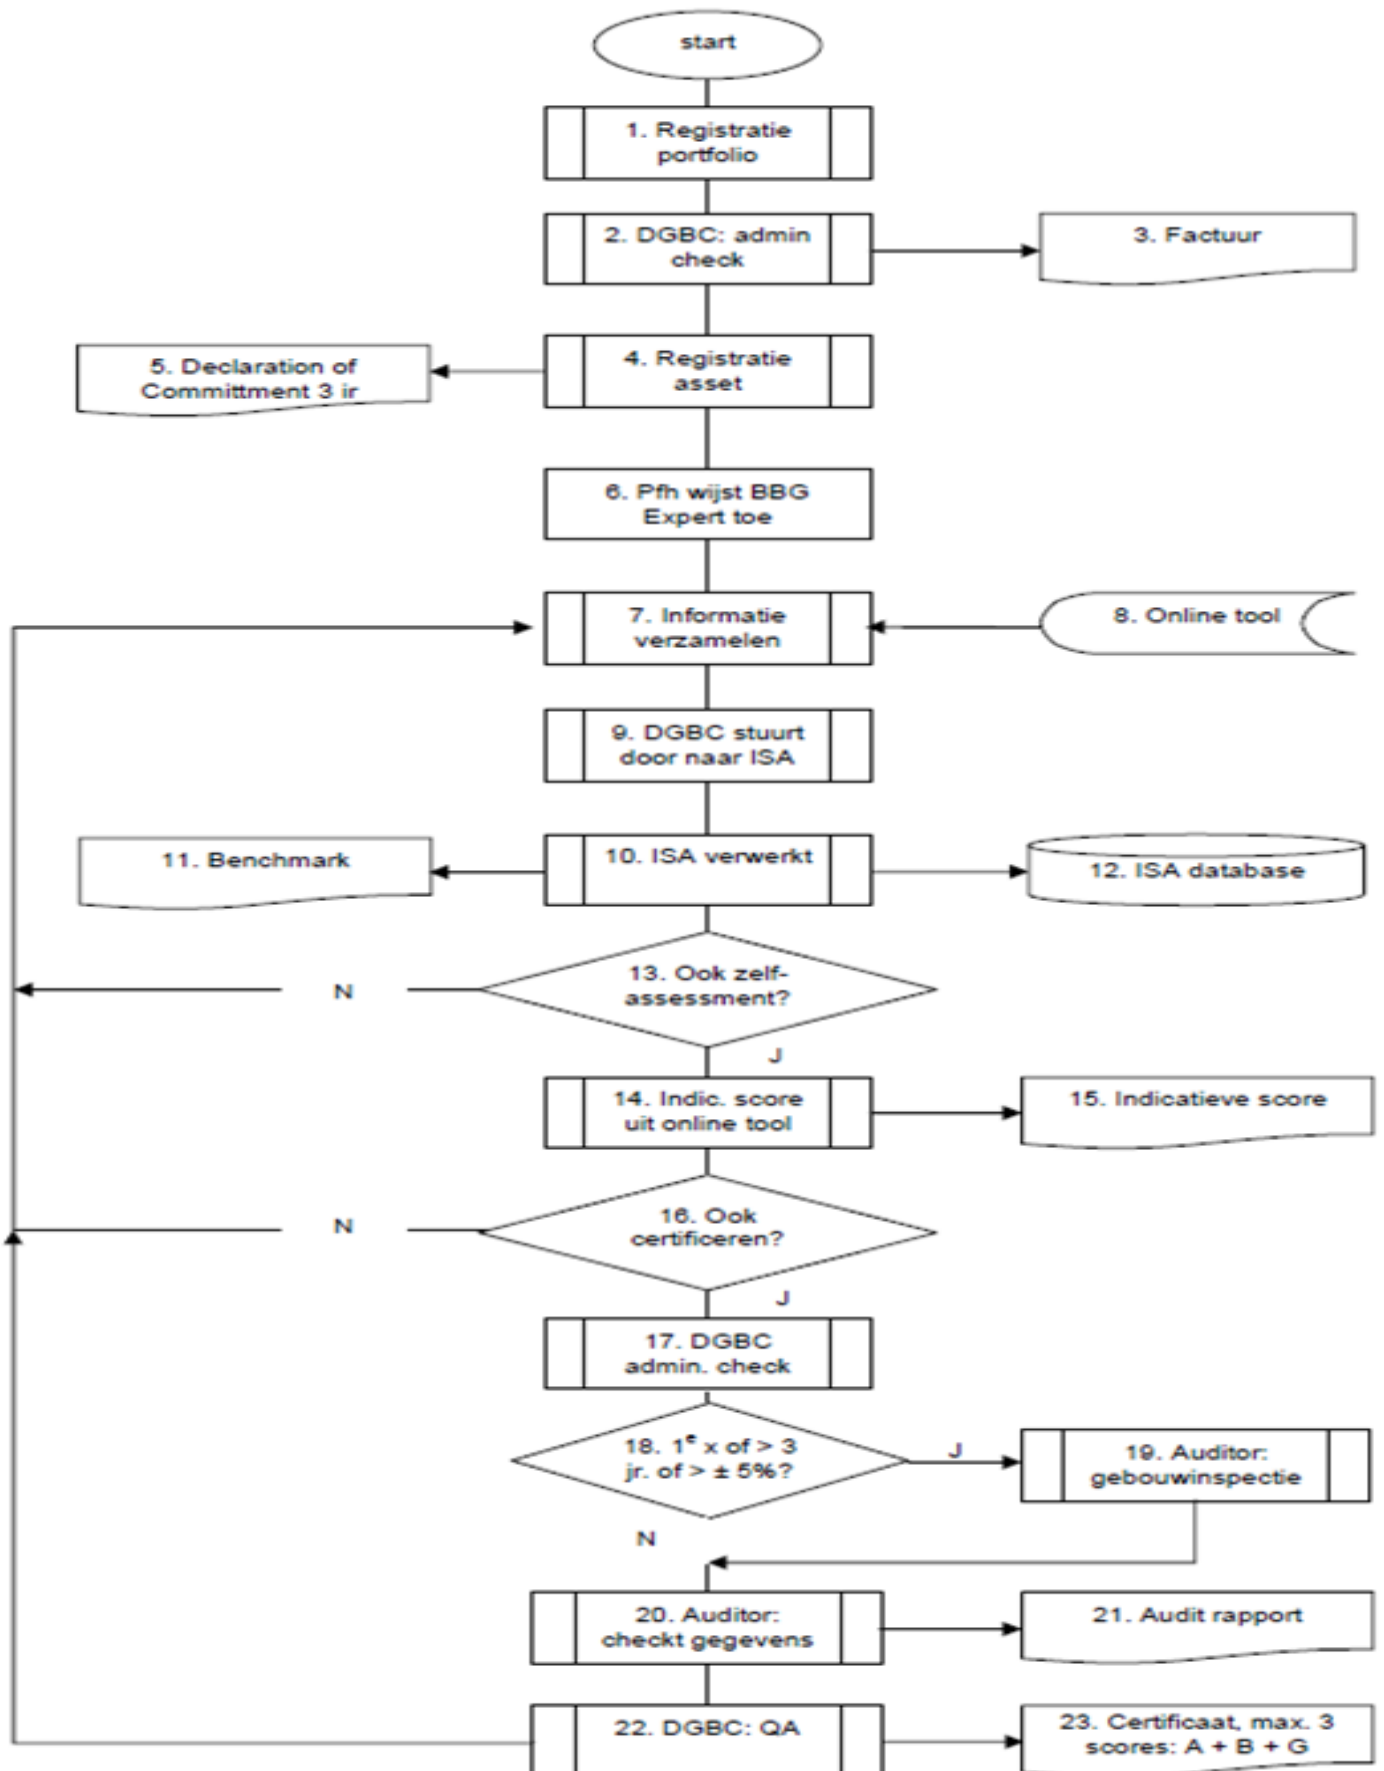 start
1. Registratie
portfolio
2. DGBC: admin
check
3. Factuur
4. Registratie
asset
5. Declaration of
Committment 3 ir
6. Pfh wijst BBG
Expert toe
7. Informatie
verzamelen
8. Online tool
9. DGBC stuurt
door naar ISA
10. ISA verwerkt
11. Benchmark
12. ISA database
13. Ook zelf-
assessment?
N
J
14. Indic. score
uit online tool
15. Indicatieve score
16. Ook
certificeren?
N
J
17. DGBC
admin. check
18. 1e x of > 3
jr. of > ± 5%?
J
N
19. Auditor:
gebouwinspectie
20. Auditor:
checkt gegevens
21. Audit rapport
22. DGBC: QA
23. Certificaat, max. 3
scores: A + B + G